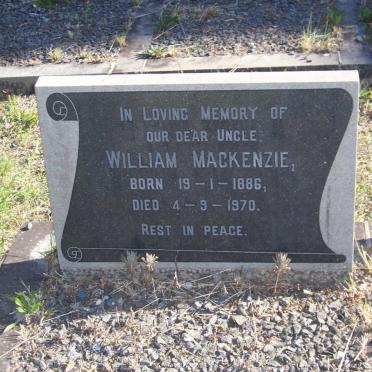 In Loving Memory of
our dear Uncle,
William Mackenzie,
Born 19-1-1886,
Died 4-9-1970.
Rest in peace.